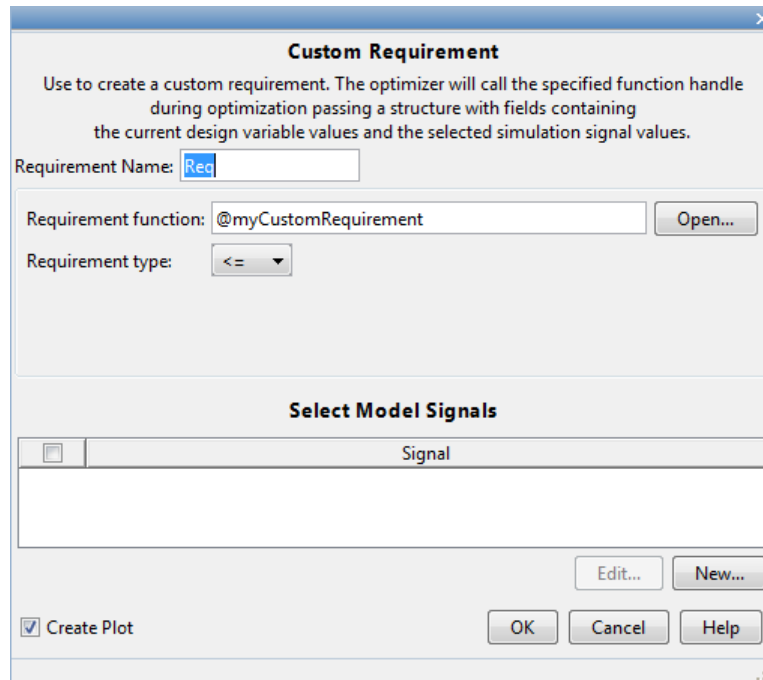 Custom Requirement
Use to create a custom requirement. The optimizer will call the specified function handle
during optimization passing a structure with fields containing
the current design variable values and the selected simulation signal values.
Requirement Name: Req
Requirement function: @myCustomRequirement Open...
Requirement type: <=
Select Model Signals
Signal
Edit... New...
Create Plot OK Cancel Help